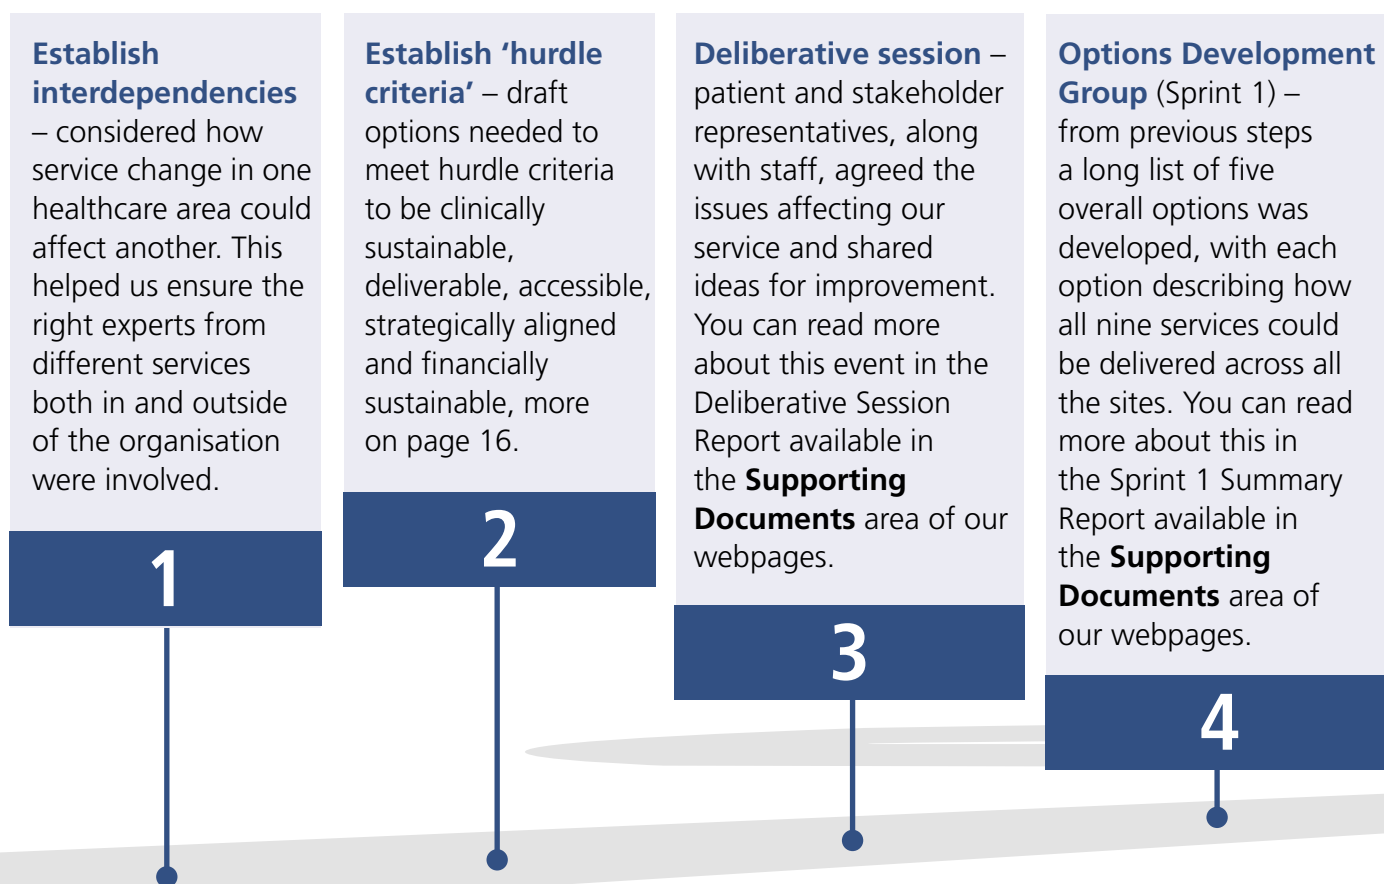 Establish
interdependencies
– considered how
service change in one
healthcare area could
affect another. This
helped us ensure the
right experts from
different services
both in and outside
of the organisation
were involved.
1
Establish ‘hurdle
criteria’ – draft
options needed to
meet hurdle criteria
to be clinically
sustainable,
deliverable, accessible,
strategically aligned
and financially
sustainable, more
on page 16.
2
Deliberative session –
patient and stakeholder
representatives, along
with staff, agreed the
issues affecting our
service and shared
ideas for improvement.
You can read more
about this event in the
Deliberative Session
Report available in
the Supporting
Documents area of our
webpages.
3
Options Development
Group (Sprint 1) –
from previous steps
a long list of five
overall options was
developed, with each
option describing how
all nine services could
be delivered across all
the sites. You can read
more about this in
the Sprint 1 Summary
Report available in
the Supporting
Documents area of
our webpages.
4